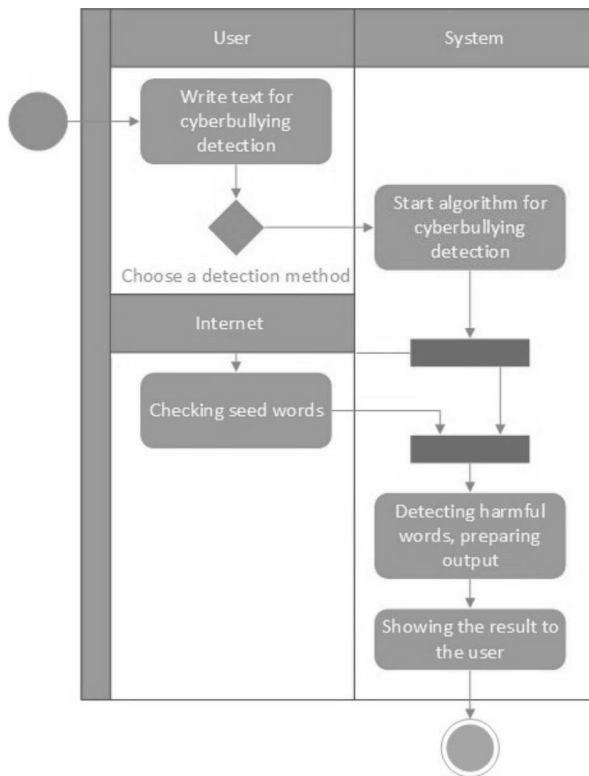 User
System
Write text for
cyberbullying
detection
Start algorithm for
cyberbullying
detection
Choose a detection method
Internet
Checking seed words
Detecting harmful
words, preparing
output
Showing the result to
the user